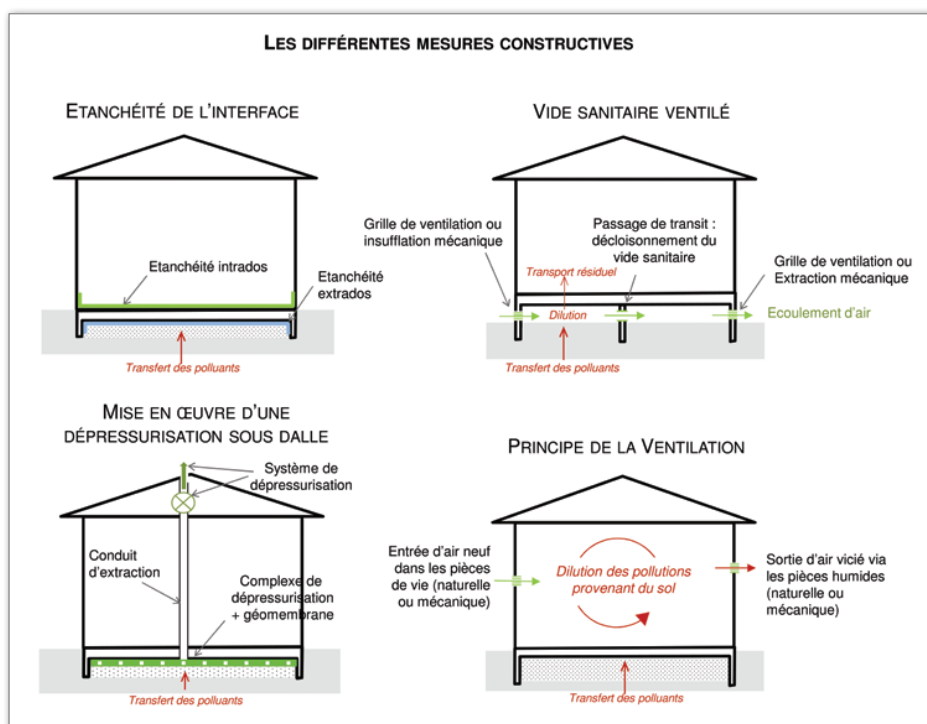 LES DIFFÉRENTES MESURES CONSTRUCTIVES
ETANCHÉITÉ DE L'INTERFACE
Etanchéité intrados
Etanchéité
extrados
Transfert des polluants
VIDE SANITAIRE VENTILÉ
Grille de ventilation ou
insufflation mécanique
Passage de transit :
décloisonnement du
vide sanitaire
Grille de ventilation ou
Extraction mécanique
Transport résiduel
Dilution
Ecoulement d'air
Transfert des polluants
MISE EN ŒUVRE D'UNE
DÉPRESSURISATION SOUS DALLE
Système de
dépressurisation
Conduit
d'extraction
Complexe de
dépressurisation
+ géomembrane
Transfert des polluants
PRINCIPE DE LA VENTILATION
Entrée d'air neuf
dans les pièces
de vie (naturelle
ou mécanique)
Dilution des pollutions
provenant du sol
Sortie d'air vicié via
les pièces humides
(naturelle ou
mécanique)
Transfert des polluants